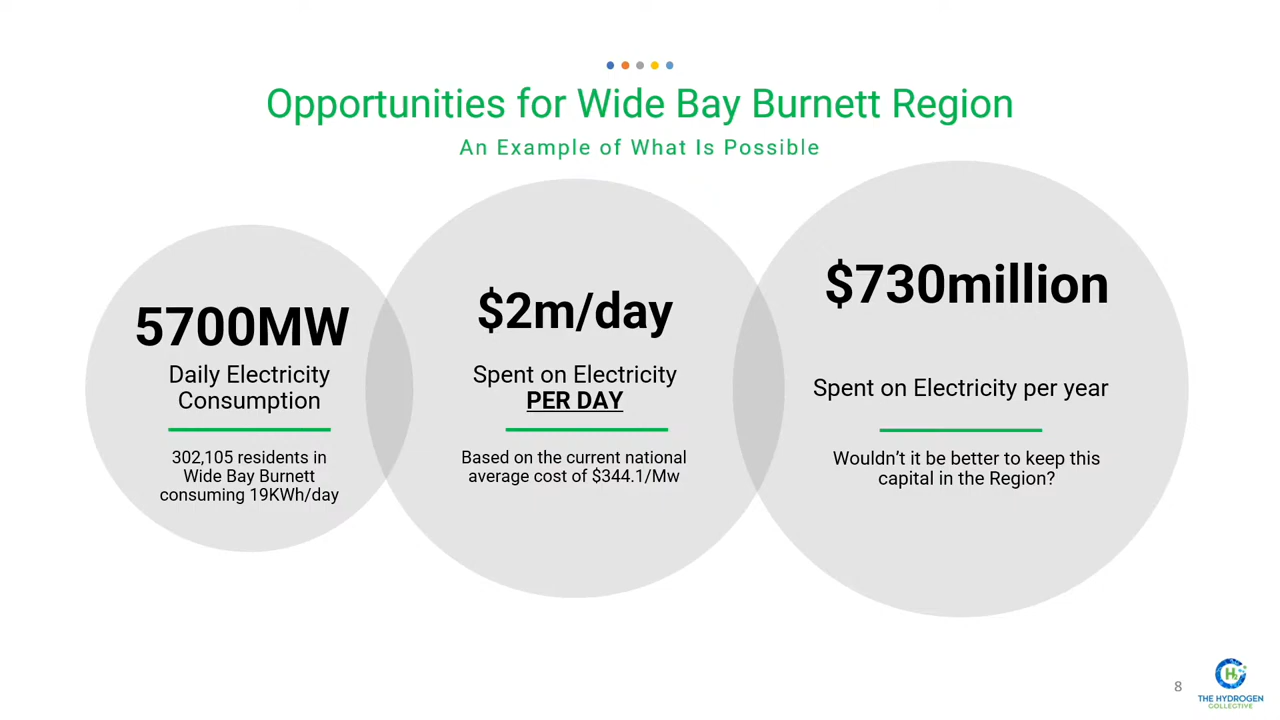 Opportunities for Wide Bay Burnett Region
An Example of What Is Possible
5700MW
Daily Electricity
Consumption
302,105 residents in
Wide Bay Burnett
consuming 19KWh/day
$2m/day
Spent on Electricity
PER DAY
Based on the current national
average cost of $344.1/Mw
$730million
Spent on Electricity per year
Wouldn’t it be better to keep this
capital in the Region?
8
H2
THE HYDROGEN
COLLECTIVE